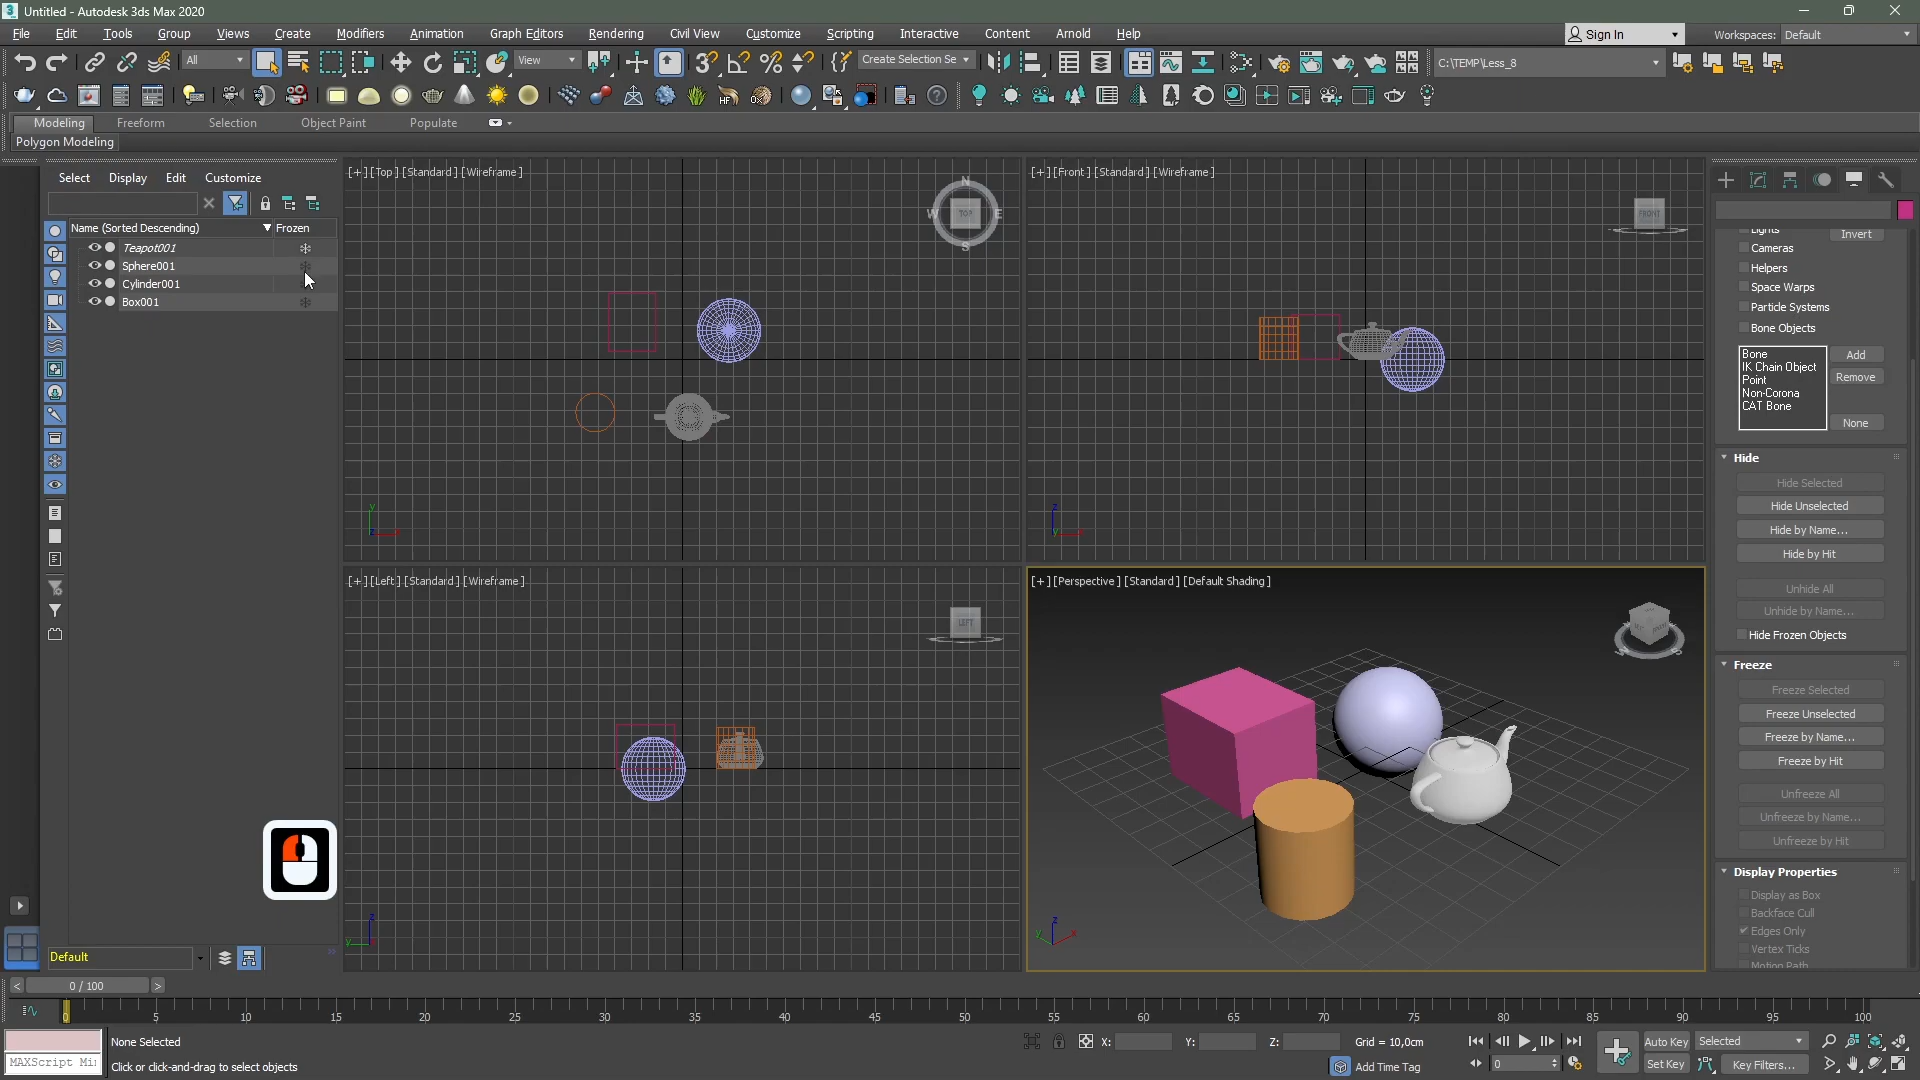 Untitled - Autodesk 3ds Max 2020
File Edit Tools Group Views Create Modifiers Animation Graph Editors Rendering Civil View Customize Scripting Interactive Content Arnold Help
Sign In
Workspaces: Default
All
View
Create Selection Se
C:\TEMP\Less_8
Modeling Freeform Selection Object Paint Populate
Polygon Modeling
Select Display Edit Customize
Name (Sorted Descending) Frozen
Teapot001
Sphere001
Cylinder001
Box001
Default
[+] [Top] [Standard] [Wireframe]
N
W TOP E
S
[+] [Front] [Standard] [Wireframe]
FRONT
[+] [Left] [Standard] [Wireframe]
LEFT
[+] [Perspective] [Standard] [Default Shading]
Lights
Invert
Cameras
Helpers
Space Warps
Particle Systems
Bone Objects
Bone
IK Chain Object
Point
Non-Corona
CAT Bone
Add
Remove
None
Hide
Hide Selected
Hide Unselected
Hide by Name...
Hide by Hit
Unhide All
Unhide by Name...
Hide Frozen Objects
Freeze
Freeze Selected
Freeze Unselected
Freeze by Name...
Freeze by Hit
Unfreeze All
Unfreeze by Name...
Unfreeze by Hit
Display Properties
Display as Box
Backface Cull
Edges Only
Vertex Ticks
Motion Path
< 0 / 100 >
0 5 10 15 20 25 30 35 40 45 50 55 60 65 70 75 80 85 90 95 100
None Selected
MAXScript Mi
Click or click-and-drag to select objects
X: Y: Z: Grid = 10,0cm
Add Time Tag
0
Auto Key Selected
Set Key Key Filters...